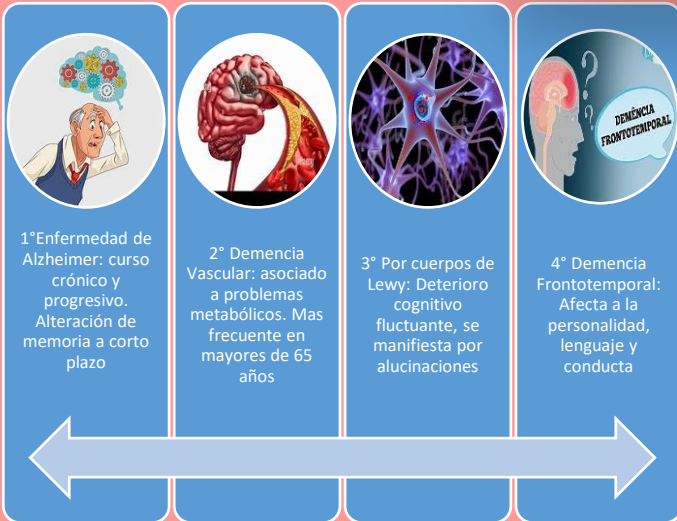 1°Enfermedad de
Alzheimer: curso
crónico y
progresivo.
Alteración de
memoria a corto
plazo
2° Demencia
Vascular: asociado
a problemas
metabólicos. Mas
frecuente en
mayores de 65
años
3° Por cuerpos de
Lewy: Deterioro
cognitivo
fluctuante, se
manifiesta por
alucinaciones
DEMÊNCIA
FRONTOTEMPORAL
4° Demencia
Frontotemporal:
Afecta a la
personalidad,
lenguaje y
conducta